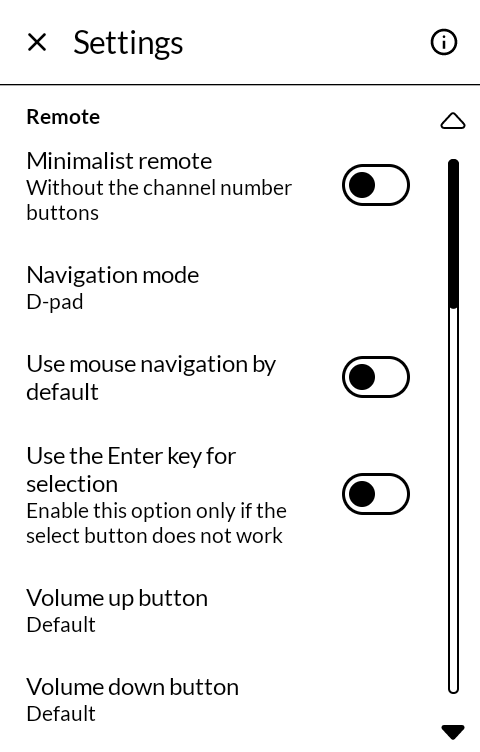 Settings
Remote
Minimalist remote
Without the channel number
buttons
Navigation mode
D-pad
Use mouse navigation by
default
Use the Enter key for
selection
Enable this option only if the
select button does not work
Volume up button
Default
Volume down button
Default